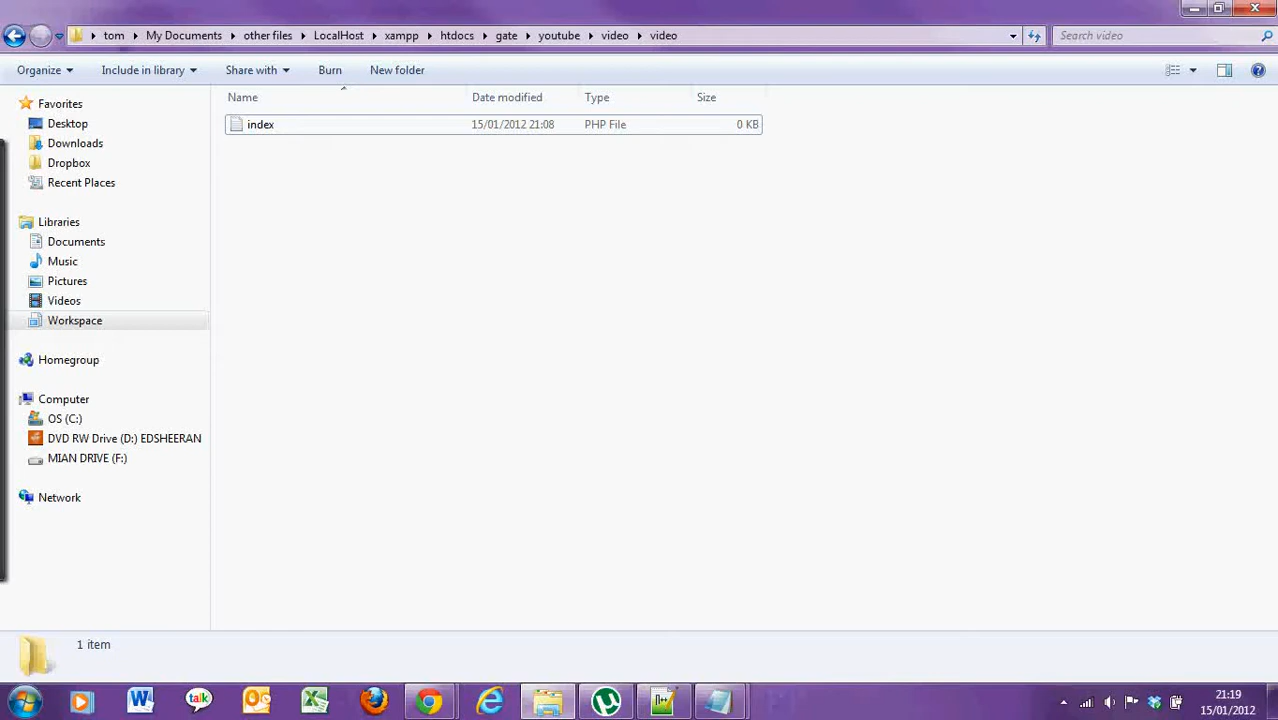 tom My Documents other files LocalHost xampp htdocs gate youtube video video Search video
Organize Include in library Share with Burn New folder
Name Date modified Type Size
index 15/01/2012 21:08 PHP File 0 KB
Favorites
Desktop
Downloads
Dropbox
Recent Places
Libraries
Documents
Music
Pictures
Videos
Workspace
Homegroup
Computer
OS (C:)
DVD RW Drive (D:) EDSHEERAN
MIAN DRIVE (F:)
Network
1 item
talk
21:19
15/01/2012